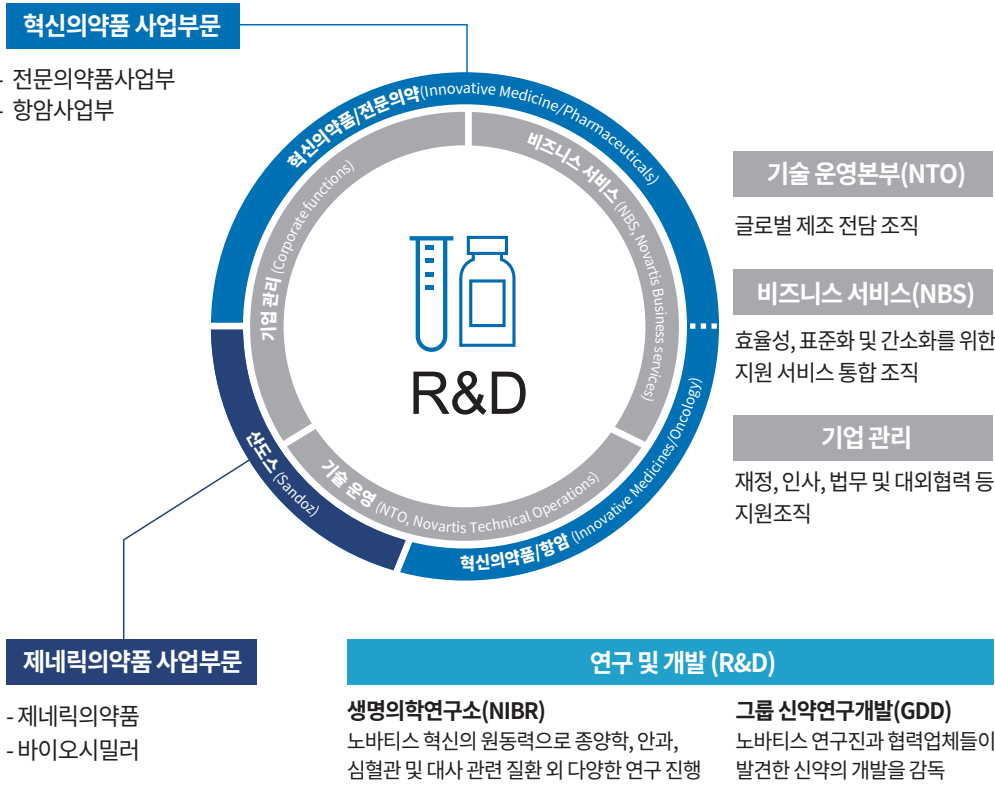 혁신의약품 사업부문
- 전문의약품사업부
- 항암사업부
혁신의약품/전문의약(Innovative Medicine/Pharmaceuticals)
비즈니스 서비스 (NBS, Novartis Business services)
기업 관리 (Corporate functions)
R&D
산도스 (Sandoz)
기술 운영 (NTO, Novartis Technical Operations)
혁신의약품/항암 (Innovative Medicines/Oncology)
기술 운영본부(NTO)
글로벌 제조 전담 조직
비즈니스 서비스(NBS)
효율성, 표준화 및 간소화를 위한
지원 서비스 통합 조직
기업 관리
재정, 인사, 법무 및 대외협력 등
지원조직
제네릭의약품 사업부문
- 제네릭의약품
- 바이오시밀러
연구 및 개발 (R&D)
생명의학연구소(NIBR)
노바티스 혁신의 원동력으로 종양학, 안과,
심혈관 및 대사 관련 질환 외 다양한 연구 진행
그룹 신약연구개발(GDD)
노바티스 연구진과 협력업체들이
발견한 신약의 개발을 감독